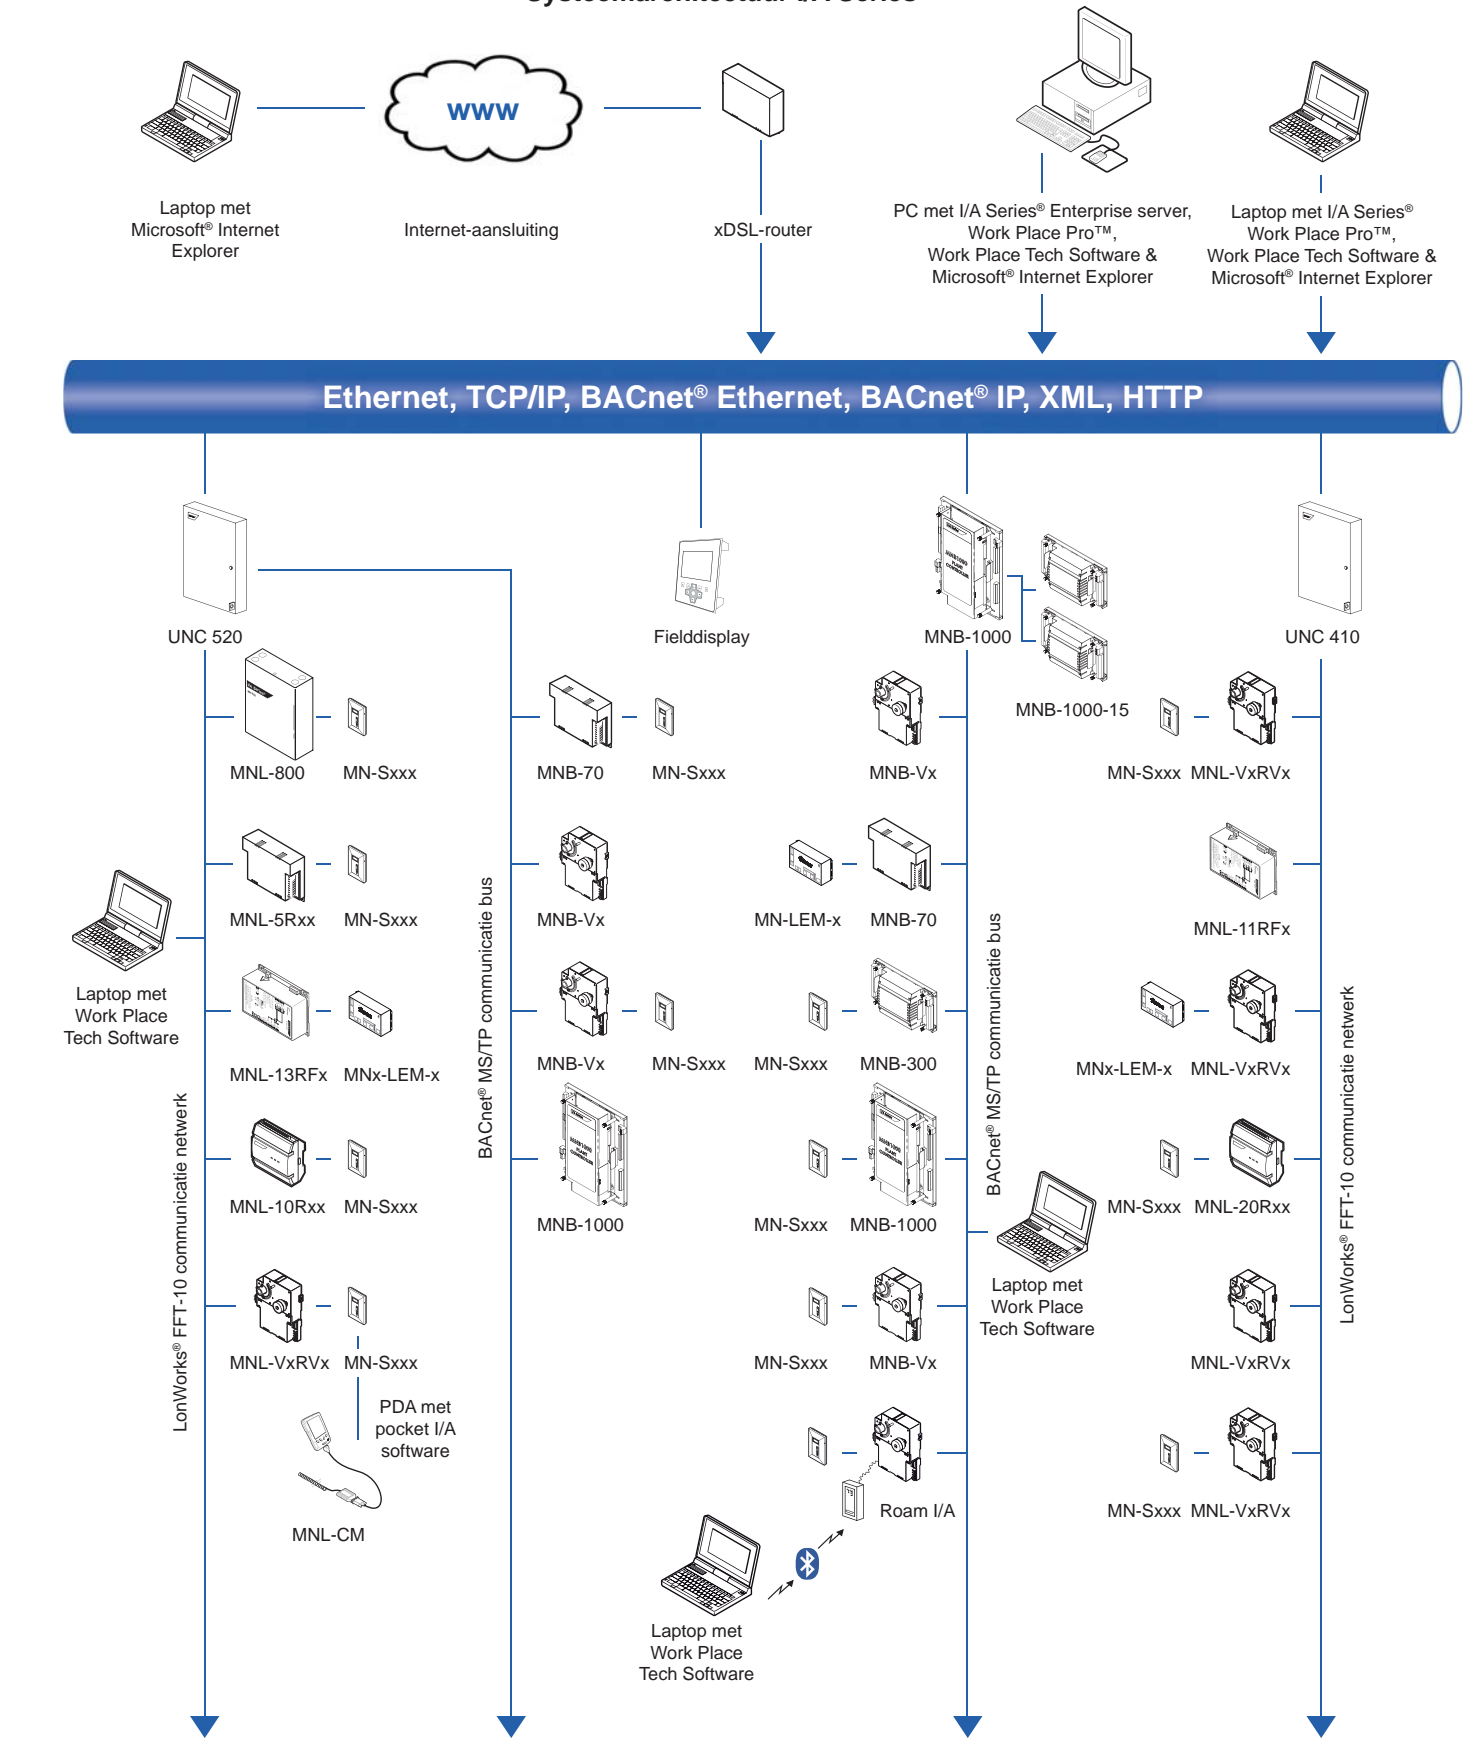 www
Laptop met
Microsoft® Internet
Explorer
Internet-aansluiting
xDSL-router
PC met I/A Series® Enterprise server,
Work Place Pro™,
Work Place Tech Software &
Microsoft® Internet Explorer
Laptop met I/A Series®
Work Place Pro™,
Work Place Tech Software &
Microsoft® Internet Explorer
Ethernet, TCP/IP, BACnet® Ethernet, BACnet® IP, XML, HTTP
UNC 520
Fielddisplay
MNB-1000
MNB-1000-15
UNC 410
MNL-800
MN-Sxxx
MNL-5Rxx
MN-Sxxx
Laptop met
Work Place
Tech Software
MNL-13RFx
MNx-LEM-x
MNL-10Rxx
MN-Sxxx
MNL-VxRVx
MN-Sxxx
PDA met
pocket I/A
software
MNL-CM
LonWorks® FFT-10 communicatie netwerk
MNB-70
MN-Sxxx
MNB-Vx
MNB-Vx
MN-Sxxx
MNB1000
PLANT
CONTROLLER
MNB-1000
BACnet® MS/TP communicatie bus
MNB1000
PLANT
CONTROLLER
MNB-Vx
MN-LEM-x
MNB-70
MN-Sxxx
MNB-300
MNB1000
PLANT
CONTROLLER
MN-Sxxx
MNB-1000
MN-Sxxx
MNB-Vx
Roam I/A
Laptop met
Work Place
Tech Software
BACnet® MS/TP communicatie bus
Laptop met
Work Place
Tech Software
MN-Sxxx
MNL-VxRVx
MNL-11RFx
MNx-LEM-x
MNL-VxRVx
MN-Sxxx
MNL-20Rxx
MNL-VxRVx
MN-Sxxx
MNL-VxRVx
LonWorks® FFT-10 communicatie netwerk